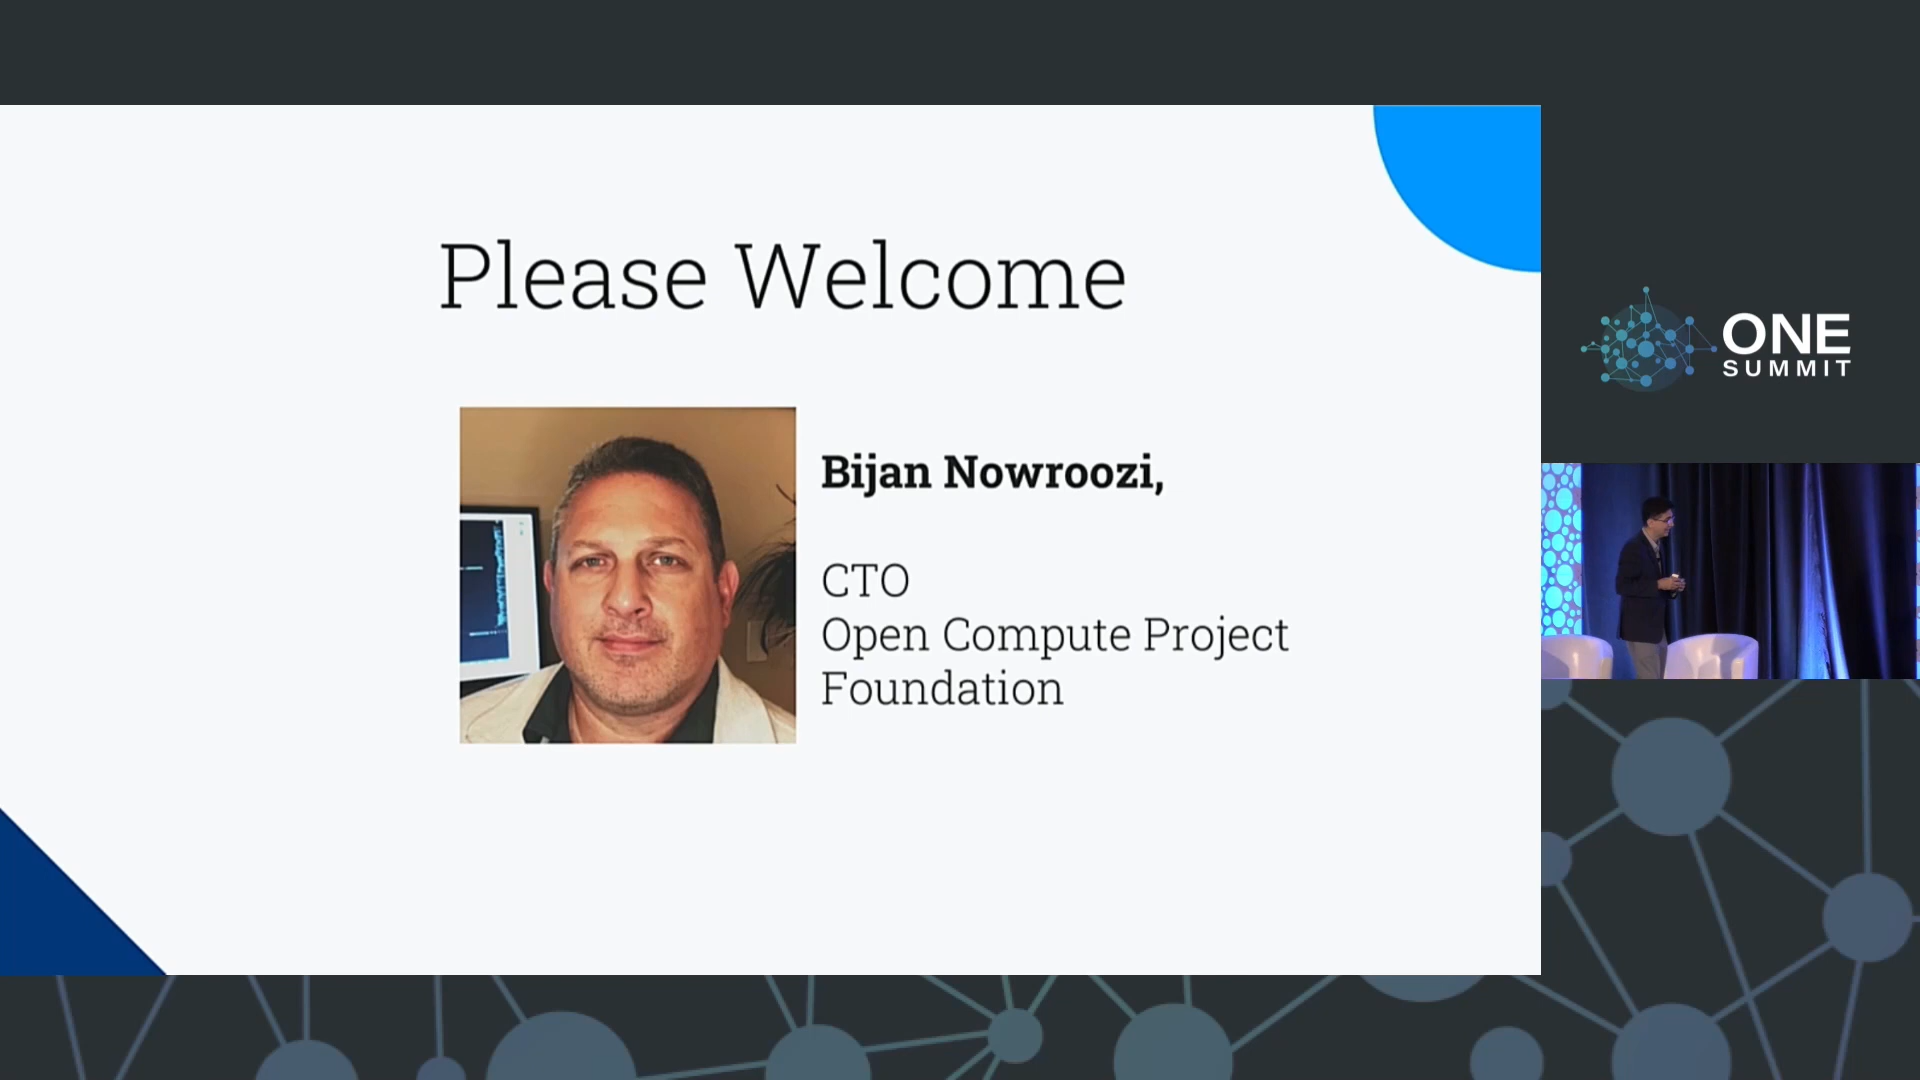 Please Welcome
Bijan Nowroozi,
CTO
Open Compute Project
Foundation
ONE
SUMMIT